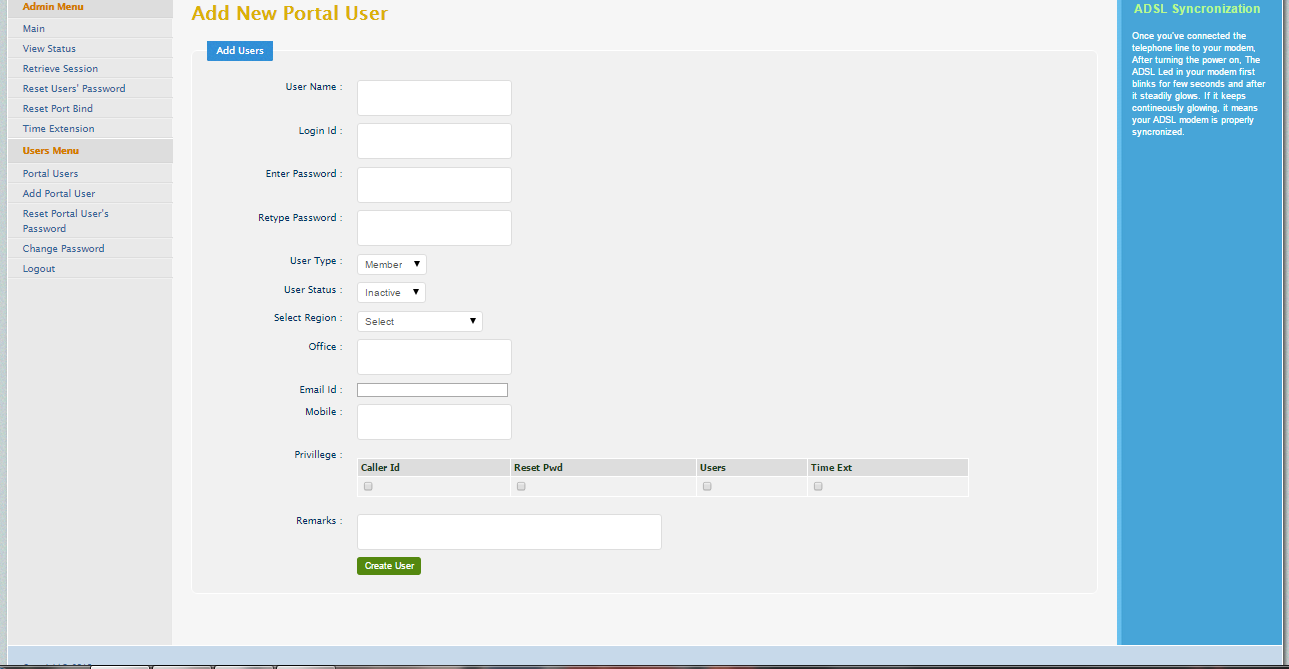 Admin Menu
Main
View Status
Retrieve Session
Reset Users' Password
Reset Port Bind
Time Extension
Users Menu
Portal Users
Add Portal User
Reset Portal User's
Password
Change Password
Logout
Add New Portal User
Add Users
User Name :
Login Id :
Enter Password :
Retype Password :
User Type : Member
User Status : Inactive
Select Region : Select
Office :
Email Id :
Mobile :
Privillege :
Caller Id Reset Pwd Users Time Ext
Remarks :
Create User
ADSL Syncronization
Once you've connected the
telephone line to your modem,
After turning the power on, The
ADSL Led in your modem first
blinks for few seconds and after
it steadily glows. If it keeps
contineously glowing, it means
your ADSL modem is properly
syncronized.